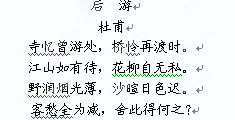 后 游
杜甫
寺忆曾游处，桥怜再渡时。
江山如有待，花柳自无私。
野润烟光薄，沙暄日色迟。
客愁全为减，舍此得何之？